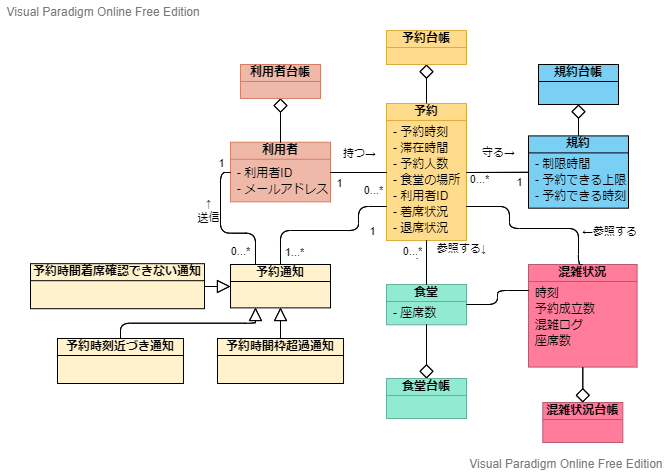 Visual Paradigm Online Free Edition
予約台帳
利用者台帳
規約台帳
予約
- 予約時刻
- 滞在時間
- 予約人数
- 食堂の場所
- 利用者ID
- 着席状況
- 退席状況
利用者
- 利用者ID
- メールアドレス
規約
- 制限時間
- 予約できる上限
- 予約できる時刻
持つ→
守る→
1
1
0...*
0...*
1
↑
送信
0...*
1...*
1
←参照する
参照する↓
0...*
予約時間着席確認できない通知
予約通知
予約時刻近づき通知
予約時間枠超過通知
食堂
- 座席数
混雑状況
時刻
予約成立数
混雑ログ
座席数
食堂台帳
混雑状況台帳
Visual Paradigm Online Free Edition